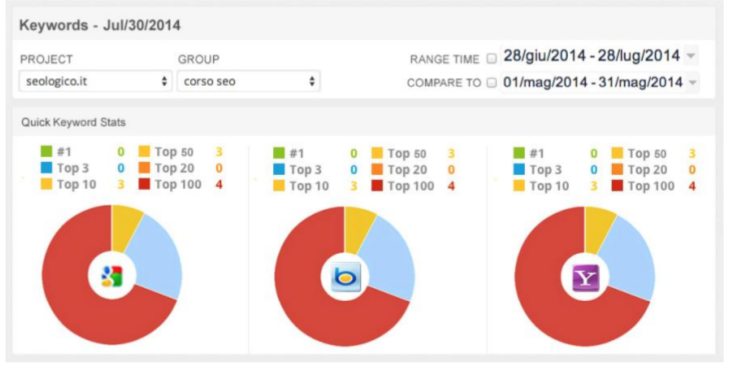 Keywords - Jul/30/2014
PROJECT GROUP RANGE TIME 28/giu/2014 - 28/lug/2014
seologico.it corso seo COMPARE TO 01/mag/2014 - 31/mag/2014
Quick Keyword Stats
#1 0 Top 50 3
Top 3 0 Top 20 0
Top 10 3 Top 100 4
#1 0 Top 50 3
Top 3 0 Top 20 0
Top 10 3 Top 100 4
#1 0 Top 50 3
Top 3 0 Top 20 0
Top 10 3 Top 100 4
g
b
Y